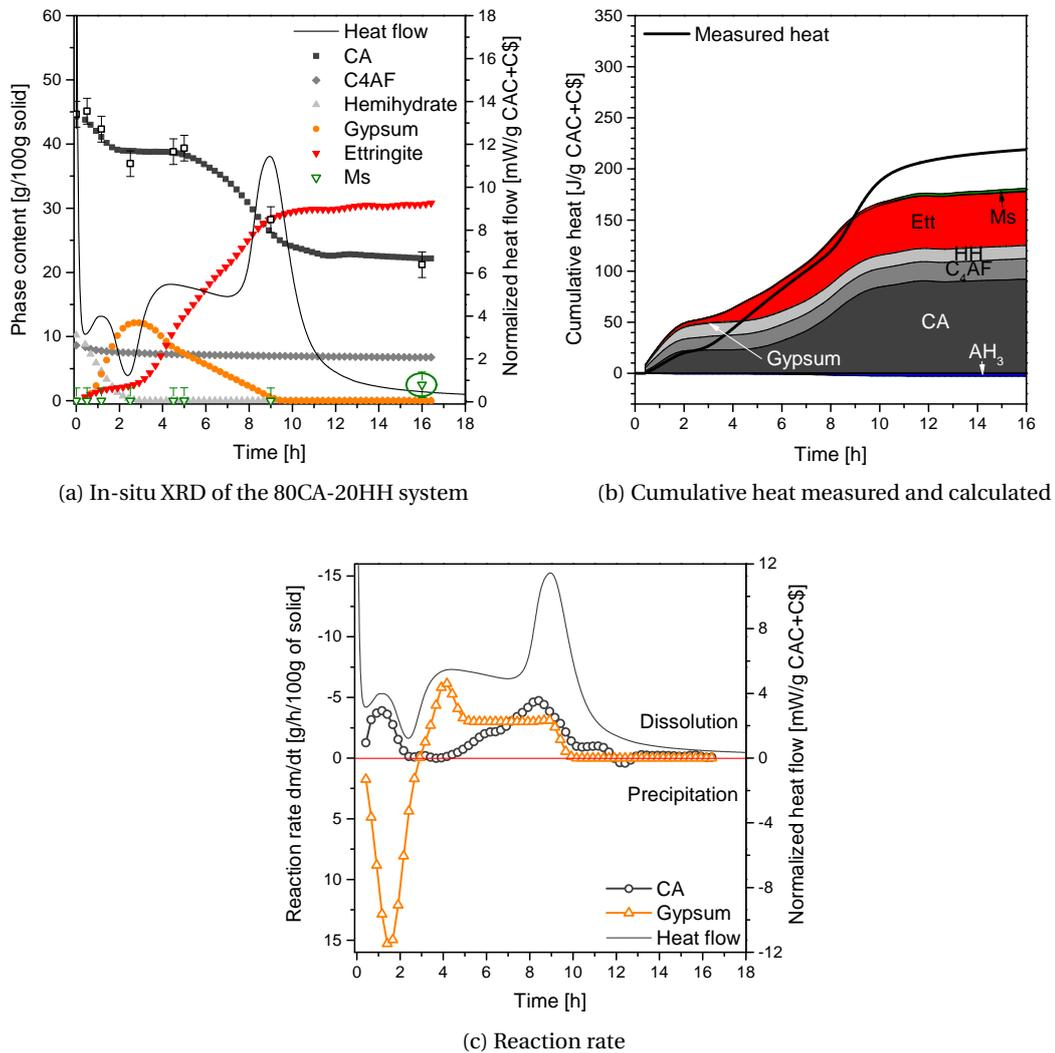 60
50
40
30
20
10
0
Phase content [g/100g solid]
18
16
14
12
10
8
6
4
2
0
Normalized heat flow [mW/g CAC+C$]
Heat flow
CA
C4AF
Hemihydrate
Gypsum
Ettringite
Ms
0 2 4 6 8 10 12 14 16 18
Time [h]
(a) In-situ XRD of the 80CA-20HH system
350
300
250
200
150
100
50
0
Cumulative heat [J/g CAC+C$]
Measured heat
Ett
Ms
HH
C4AF
CA
Gypsum
AH3
0 2 4 6 8 10 12 14 16
Time [h]
(b) Cumulative heat measured and calculated
-15
-10
-5
0
5
10
15
Reaction rate dm/dt [g/h/100g of solid]
12
8
4
0
-4
-8
-12
Normalized heat flow [mW/g CAC+C$]
Dissolution
Precipitation
CA
Gypsum
Heat flow
0 2 4 6 8 10 12 14 16 18
Time [h]
(c) Reaction rate